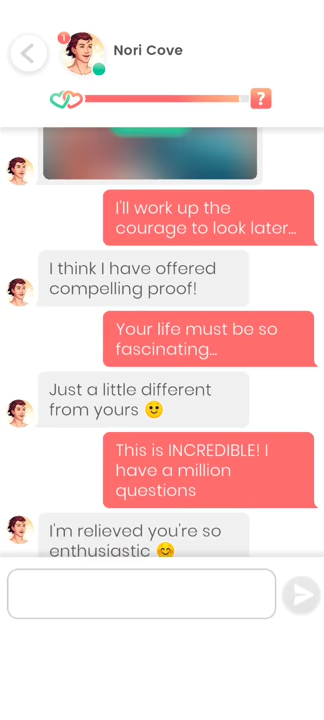 1
Nori Cove
?
I'll work up the
courage to look later...
I think I have offered
compelling proof!
Your life must be so
fascinating...
Just a little different
from yours 🙂
This is INCREDIBLE! I
have a million
questions
I'm relieved you're so
enthusiastic 😊